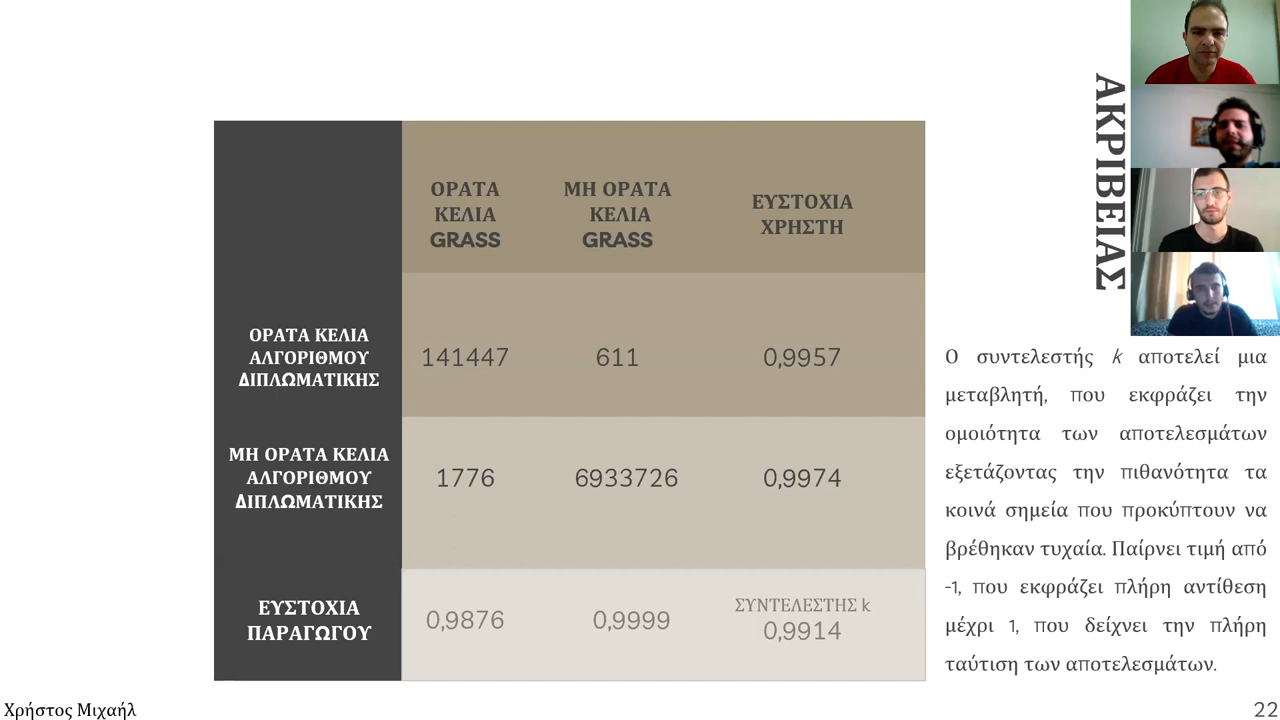 ΑΚΡΙΒΕΙΑΣ
ΟΡΑΤΑ
ΚΕΛΙΑ
GRASS
ΜΗ ΟΡΑΤΑ
ΚΕΛΙΑ
GRASS
ΕΥΣΤΟΧΙΑ
ΧΡΗΣΤΗ
ΟΡΑΤΑ ΚΕΛΙΑ
ΑΛΓΟΡΙΘΜΟΥ
ΔΙΠΛΩΜΑΤΙΚΗΣ
141447
611
0,9957
ΜΗ ΟΡΑΤΑ ΚΕΛΙΑ
ΑΛΓΟΡΙΘΜΟΥ
ΔΙΠΛΩΜΑΤΙΚΗΣ
1776
6933726
0,9974
ΕΥΣΤΟΧΙΑ
ΠΑΡΑΓΩΓΟΥ
0,9876
0,9999
ΣΥΝΤΕΛΕΣΤΗΣ k
0,9914
Ο συντελεστής k αποτελεί μια
μεταβλητή, που εκφράζει την
ομοιότητα των αποτελεσμάτων
εξετάζοντας την πιθανότητα τα
κοινά σημεία που προκύπτουν να
βρέθηκαν τυχαία. Παίρνει τιμή από
-1, που εκφράζει πλήρη αντίθεση
μέχρι 1, που δείχνει την πλήρη
ταύτιση των αποτελεσμάτων.
Χρήστος Μιχαήλ
22